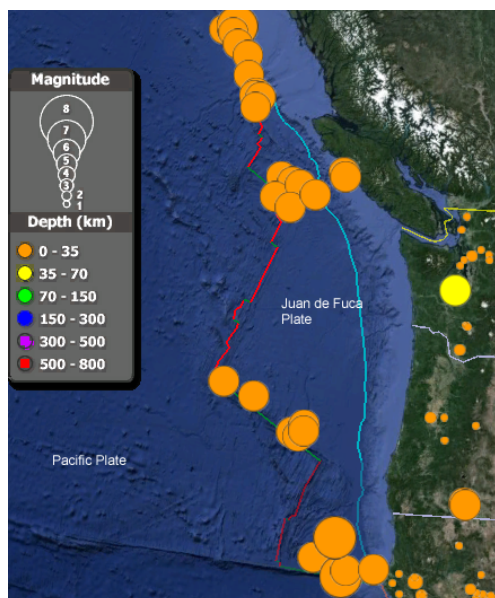 Magnitude
8
7
6
5
4
3
2
1
Depth (km)
0 - 35
35 - 70
70 - 150
150 - 300
300 - 500
500 - 800
Juan de Fuca
Plate
Pacific Plate